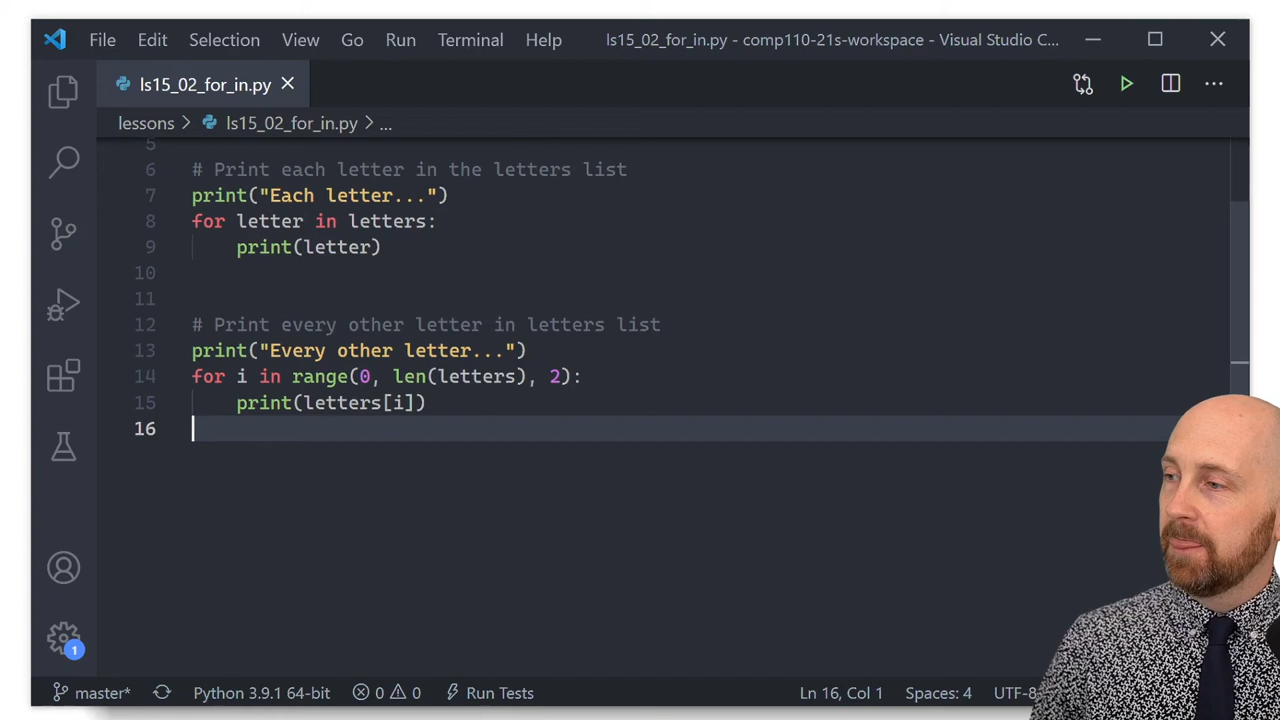 File Edit Selection View Go Run Terminal Help ls15_02_for_in.py - comp110-21s-workspace - Visual Studio C...
ls15_02_for_in.py
lessons > ls15_02_for_in.py > ...
5
6 # Print each letter in the letters list
7 print("Each letter...")
8 for letter in letters:
9 print(letter)
10
11
12 # Print every other letter in letters list
13 print("Every other letter...")
14 for i in range(0, len(letters), 2):
15 print(letters[i])
16
1
master* Python 3.9.1 64-bit 0 0 Run Tests Ln 16, Col 1 Spaces: 4 UTF-8